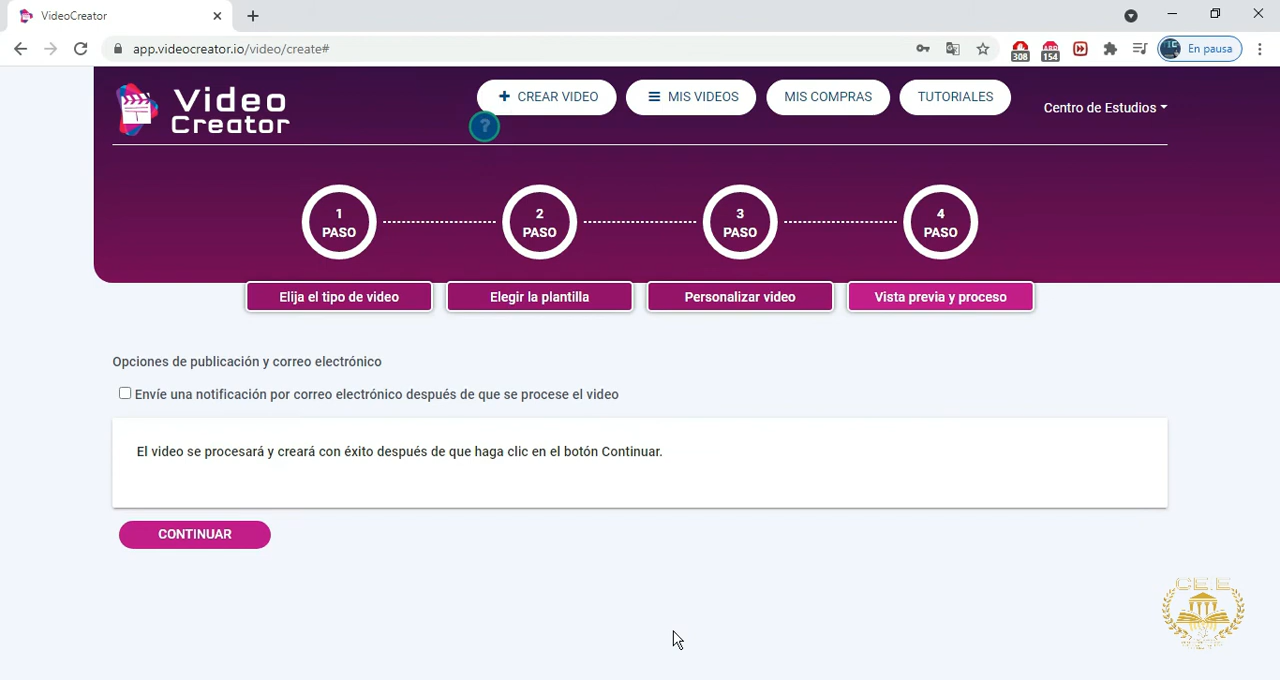 VideoCreator
app.videocreator.io/video/create#
308
154
En pausa
Video
Creator
CREAR VIDEO
MIS VIDEOS
MIS COMPRAS
TUTORIALES
Centro de Estudios
?
1
PASO
2
PASO
3
PASO
4
PASO
Elija el tipo de video
Elegir la plantilla
Personalizar video
Vista previa y proceso
Opciones de publicación y correo electrónico
Envíe una notificación por correo electrónico después de que se procese el video
El video se procesará y creará con éxito después de que haga clic en el botón Continuar.
CONTINUAR